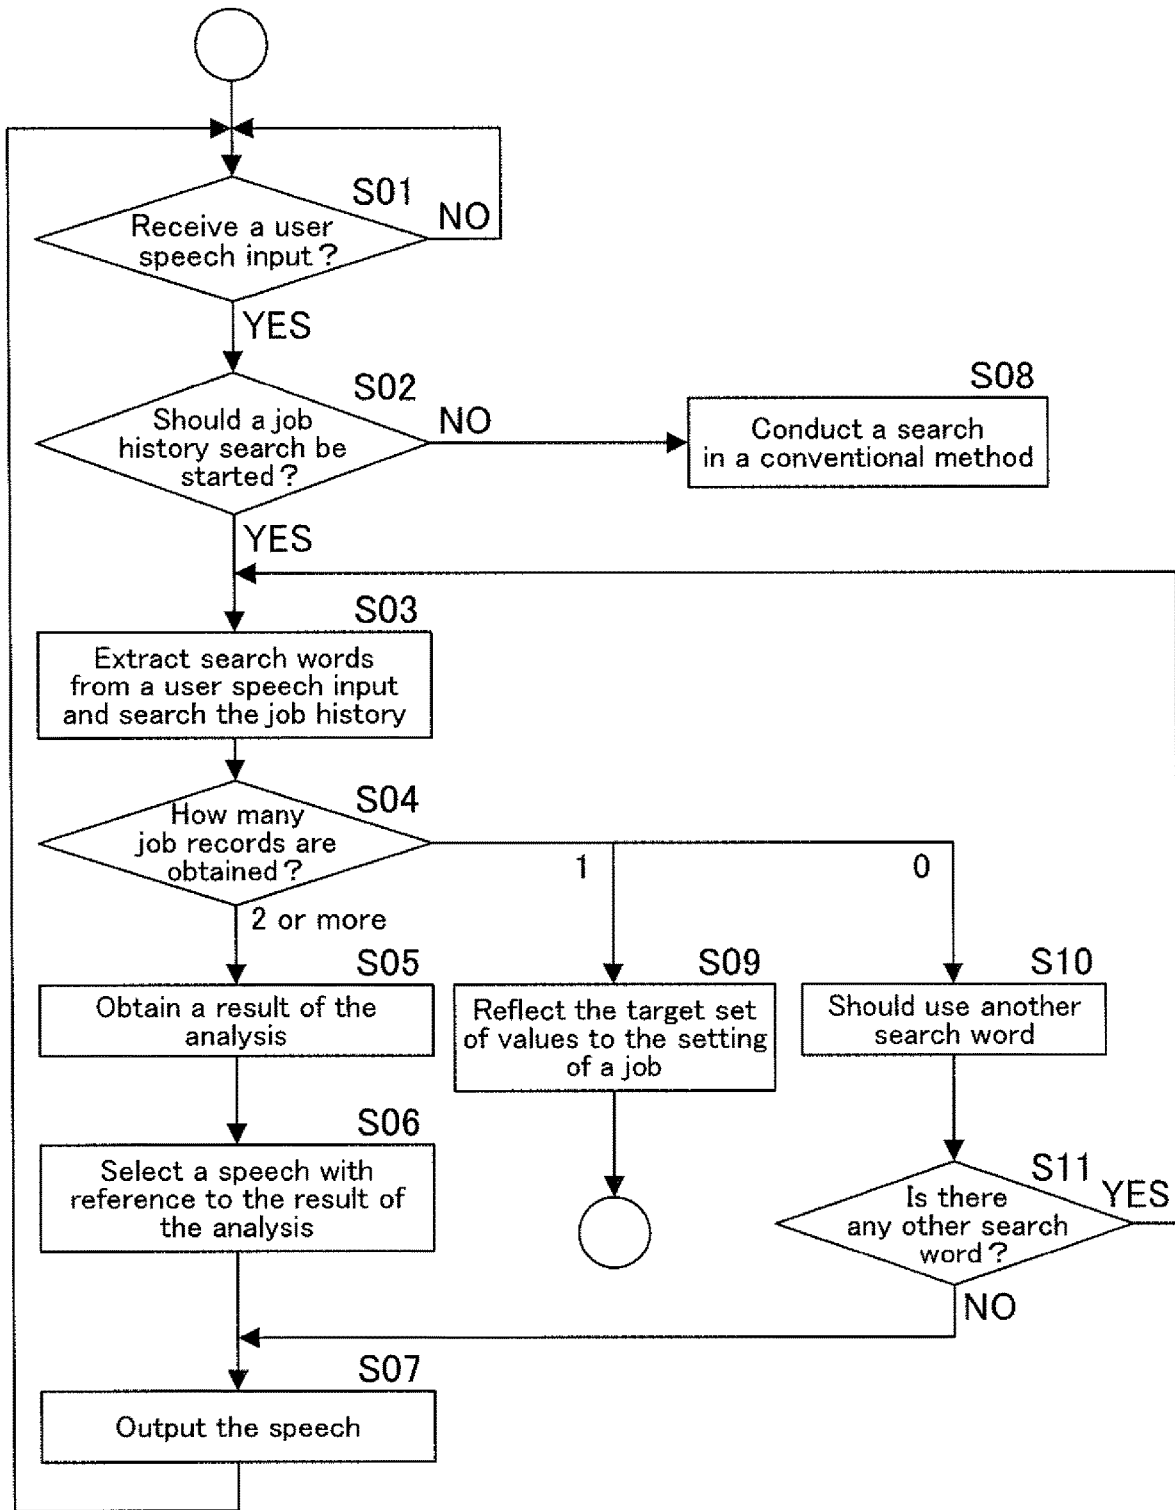 S01
Receive a user
speech input?
NO
YES
S02
Should a job
history search be
started?
NO
S08
Conduct a search
in a conventional method
YES
S03
Extract search words
from a user speech input
and search the job history
S04
How many
job records are
obtained?
1
0
2 or more
S05
Obtain a result of the
analysis
S09
Reflect the target set
of values to the setting
of a job
S10
Should use another
search word
S06
Select a speech with
reference to the result of
the analysis
S11
Is there
any other search
word?
YES
NO
S07
Output the speech